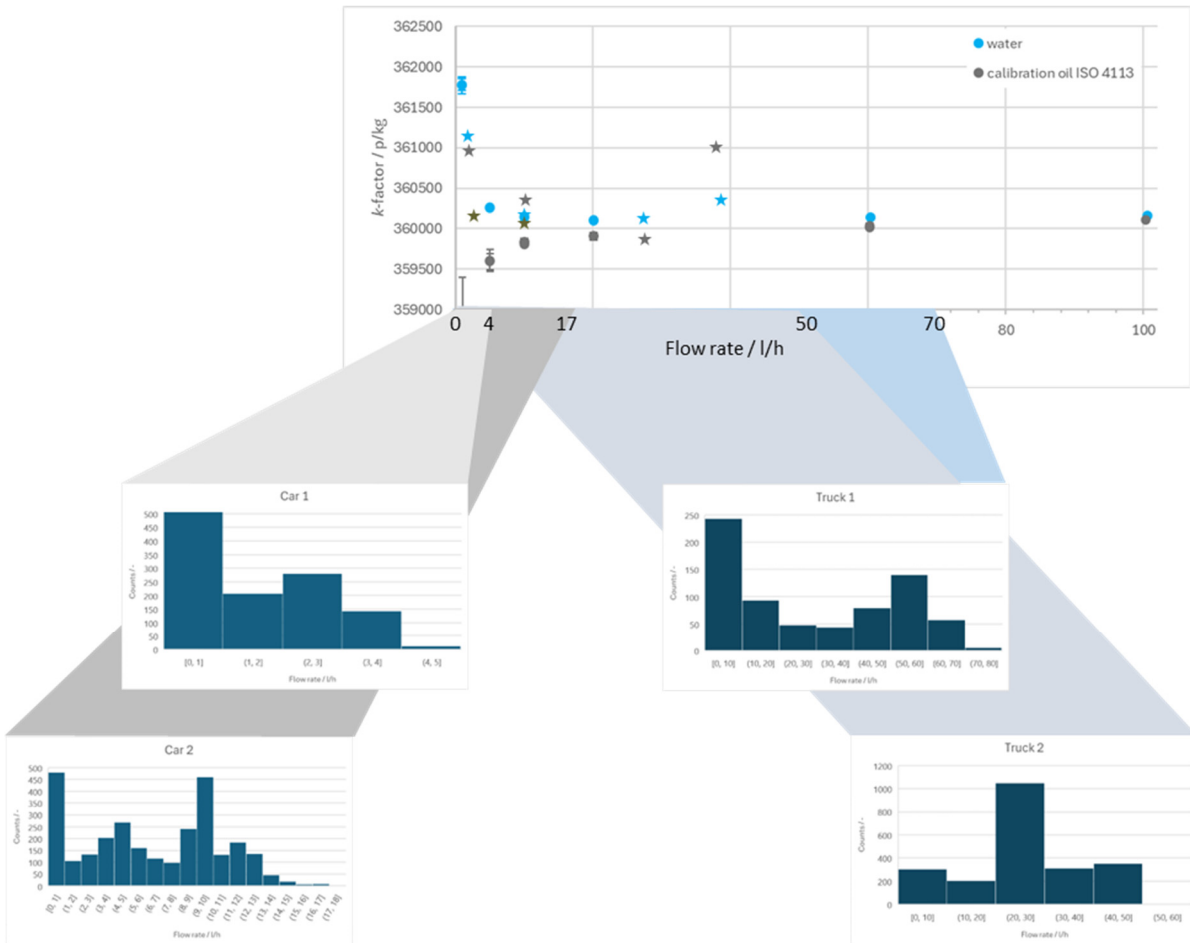 362500
362000
361500
361000
360500
360000
359500
359000
k-factor / p/kg
water
calibration oil ISO 4113
0 4 17 50 70 80 100
Flow rate / l/h
Car 1
500
450
400
350
300
250
200
150
100
50
0
Counts / -
[0, 1] (1, 2] (2, 3] (3, 4] (4, 5]
Flow rate / l/h
Truck 1
250
200
150
100
50
0
Counts / -
[0, 10] (10, 20] (20, 30] (30, 40] (40, 50] (50, 60] (60, 70] (70, 80]
Flow rate / l/h
Car 2
500
450
400
350
300
250
200
150
100
50
0
Counts / -
[0, 1] (1, 2] (2, 3] (3, 4] (4, 5] (5, 6] (6, 7] (7, 8] (8, 9] (9, 10] (10, 11] (11, 12] (12, 13] (13, 14] (14, 15] (15, 16] (16, 17] (17, 18]
Flow rate / l/h
Truck 2
1200
1000
800
600
400
200
0
Counts / -
[0, 10] (10, 20] (20, 30] (30, 40] (40, 50] (50, 60]
Flow rate / l/h